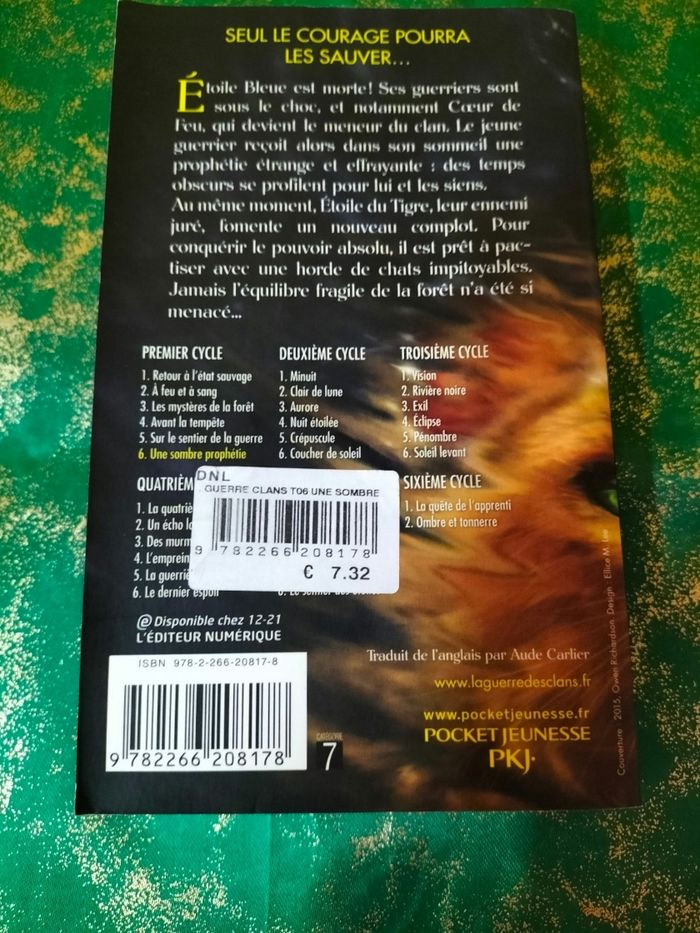 SEUL LE COURAGE POURRA
LES SAUVER...
Étoile Bleue est morte! Ses guerriers sont
sous le choc, et notamment Cœur de
Feu, qui devient le meneur du clan. Le jeune
guerrier reçoit alors dans son sommeil une
prophétie étrange et effrayante : des temps
obscurs se profilent pour lui et les siens.
Au même moment, Étoile du Tigre, leur ennemi
juré, fomente un nouveau complot. Pour
conquérir le pouvoir absolu, il est prêt à pac-
tiser avec une horde de chats impitoyables.
Jamais l'équilibre fragile de la forêt n'a été si
menacé...
PREMIER CYCLE
1. Retour à l'état sauvage
2. À feu et à sang
3. Les mystères de la forêt
4. Avant la tempête
5. Sur le sentier de la guerre
6. Une sombre prophétie
DEUXIÈME CYCLE
1. Minuit
2. Clair de lune
3. Aurore
4. Nuit étoilée
5. Crépuscule
6. Coucher de soleil
TROISIÈME CYCLE
1. Vision
2. Rivière noire
3. Exil
4. Éclipse
5. Pénombre
6. Soleil levant
QUATRIÈM
1. La quatriè
2. Un écho lo
3. Des murm
4. L'emprein
5. La guerriè
6. Le dernier espoir
DNL
GUERRE CLANS T06 UNE SOMBRE
9 782266 208178
€ 7.32
SIXIÈME CYCLE
1. La quête de l'apprenti
2. Ombre et tonnerre
@ Disponible chez 12-21
L'ÉDITEUR NUMÉRIQUE
ISBN 978-2-266-20817-8
9 782266 208178
CATÉGORIE
7
Traduit de l'anglais par Aude Carlier
www.laguerredesclans.fr
www.pocketjeunesse.fr
POCKET JEUNESSE
PKJ.
Couverture 2015, Owen Richardson. Design : Ellice M. Lee